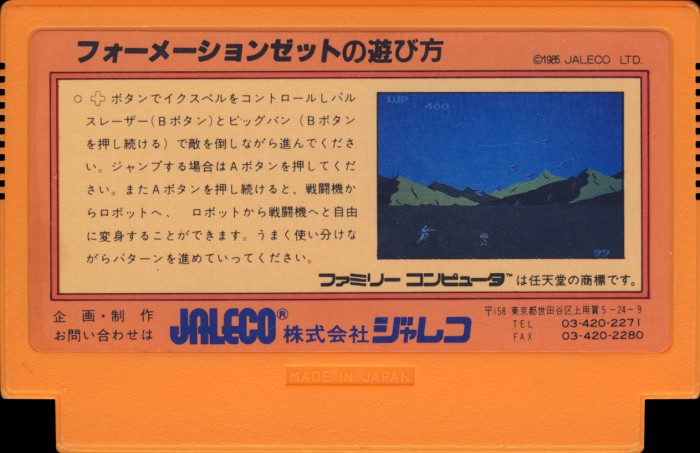 フォーメーションゼットの遊び方
©1985 JALECO LTD.
○ ✚ボタンでイクスペルをコントロールしパル
スレーザー(Bボタン)とビッグバン(Bボタン
を押し続ける)で敵を倒しながら進んでくださ
い。ジャンプする場合はAボタンを押してくだ
さい。またAボタンを押し続けると、戦闘機か
らロボットへ、 ロボットから戦闘機へと自由
に変身することができます。うまく使い分けな
がらパターンを進めていってください。
1UP
400
99
ファミリー コンピュータ™は任天堂の商標です。
企画・制作
お問い合わせは
JALECO® 株式会社ジャレコ
〒158 東京都世田谷区上用賀5-24-9
TEL 03-420-2271
FAX 03-420-2280
MADE IN JAPAN